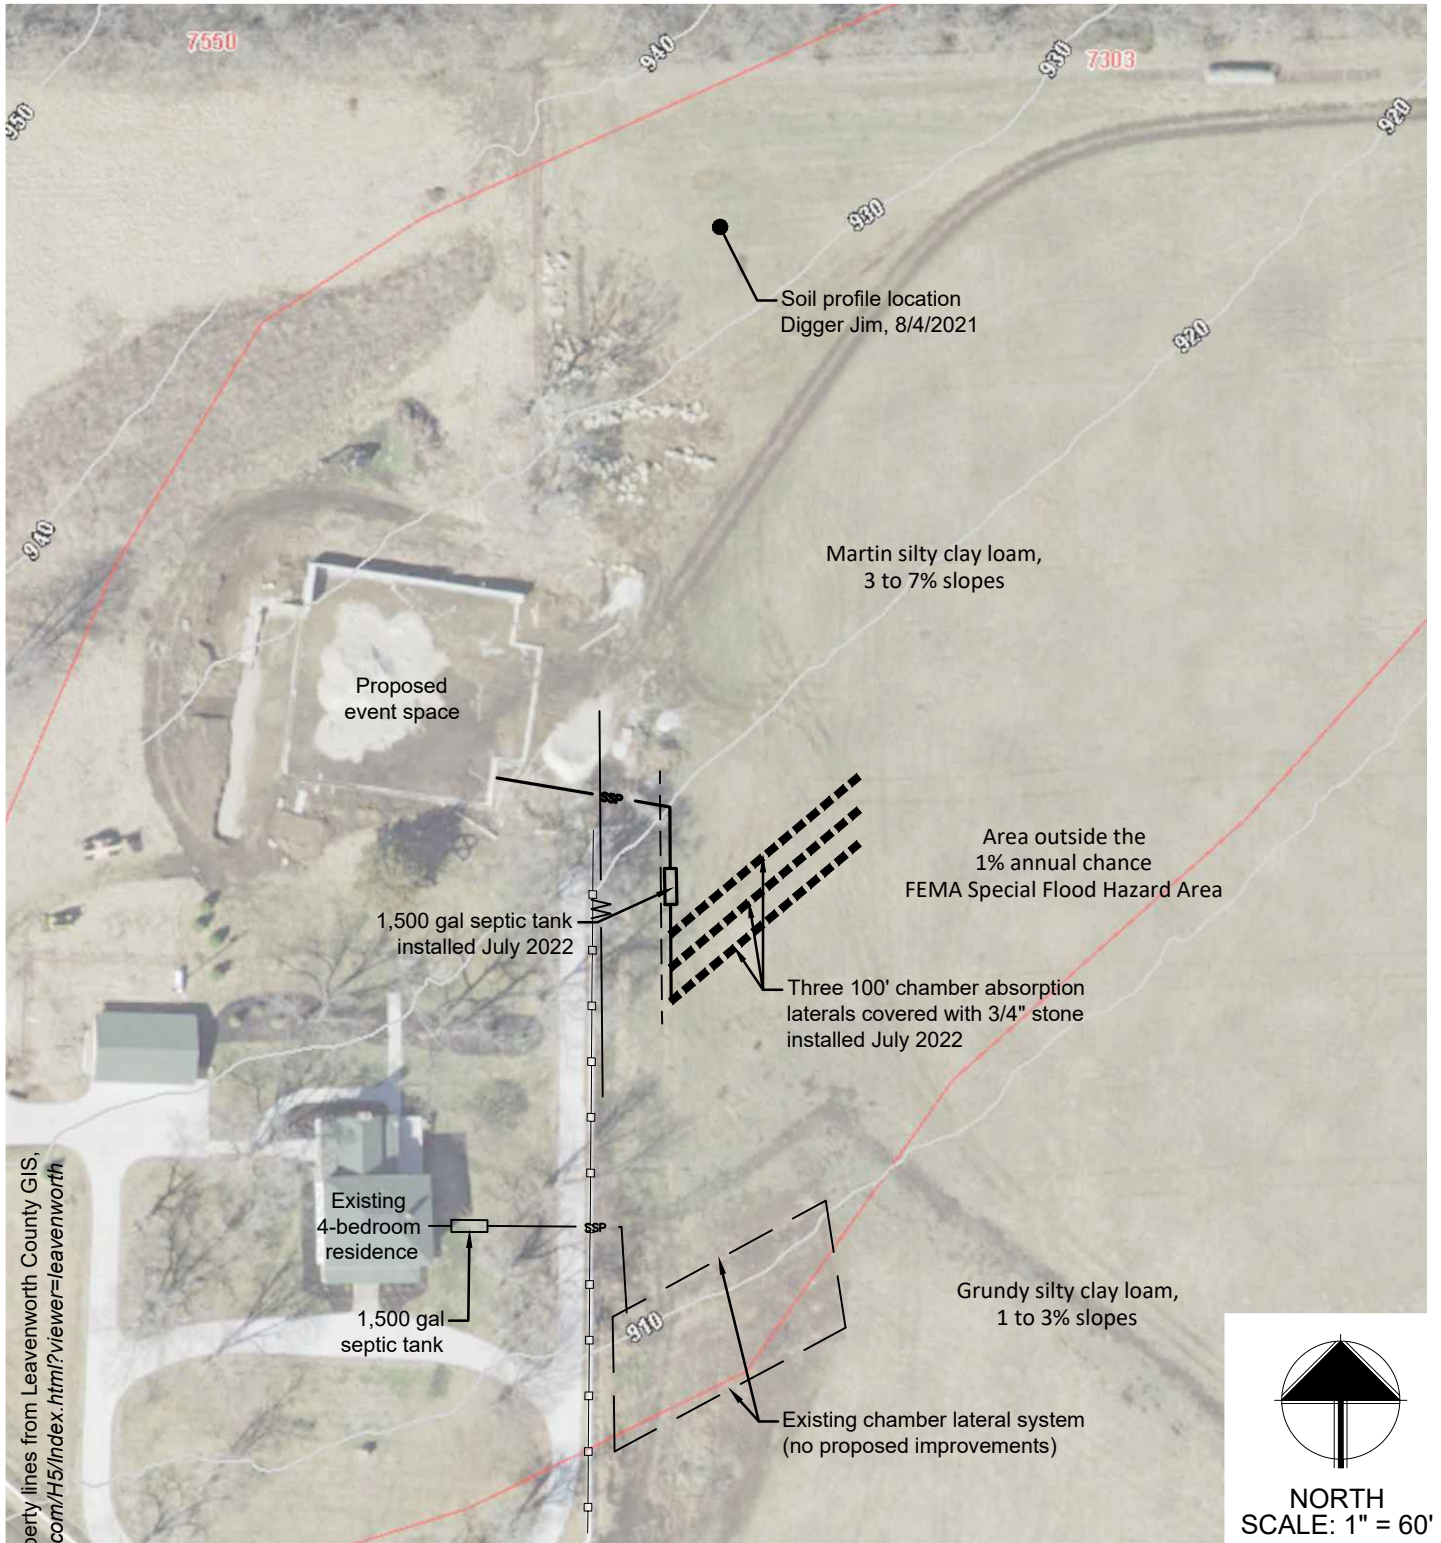 7550
940
930
7303
950
920
930
Soil profile location
Digger Jim, 8/4/2021
920
940
Martin silty clay loam,
3 to 7% slopes
Proposed
event space
SSP
Area outside the
1% annual chance
FEMA Special Flood Hazard Area
1,500 gal septic tank
installed July 2022
Three 100' chamber absorption
laterals covered with 3/4" stone
installed July 2022
Existing
4-bedroom
residence
SSP
1,500 gal
septic tank
910
Grundy silty clay loam,
1 to 3% slopes
Existing chamber lateral system
(no proposed improvements)
lines from Leavenworth County GIS,
com/H5/Index.html?viewer=leavenworth
NORTH
SCALE: 1" = 60'